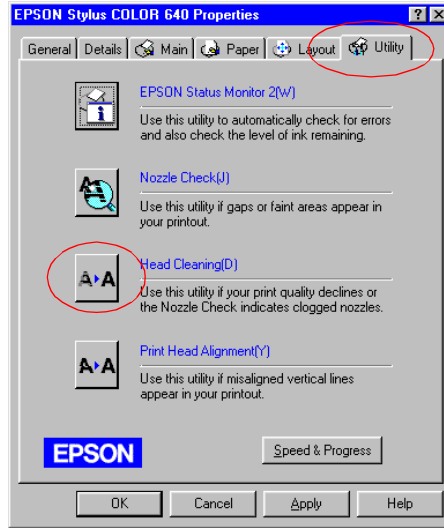 EPSON Stylus COLOR 640 Properties
General Details Main Paper Layout Utility
EPSON Status Monitor 2(W)
Use this utility to automatically check for errors
and also check the level of ink remaining.
Nozzle Check(J)
Use this utility if gaps or faint areas appear in
your printout.
Head Cleaning(D)
Use this utility if your print quality declines or
the Nozzle Check indicates clogged nozzles.
Print Head Alignment(Y)
Use this utility if misaligned vertical lines
appear in your printout.
EPSON
Speed & Progress
OK Cancel Apply Help